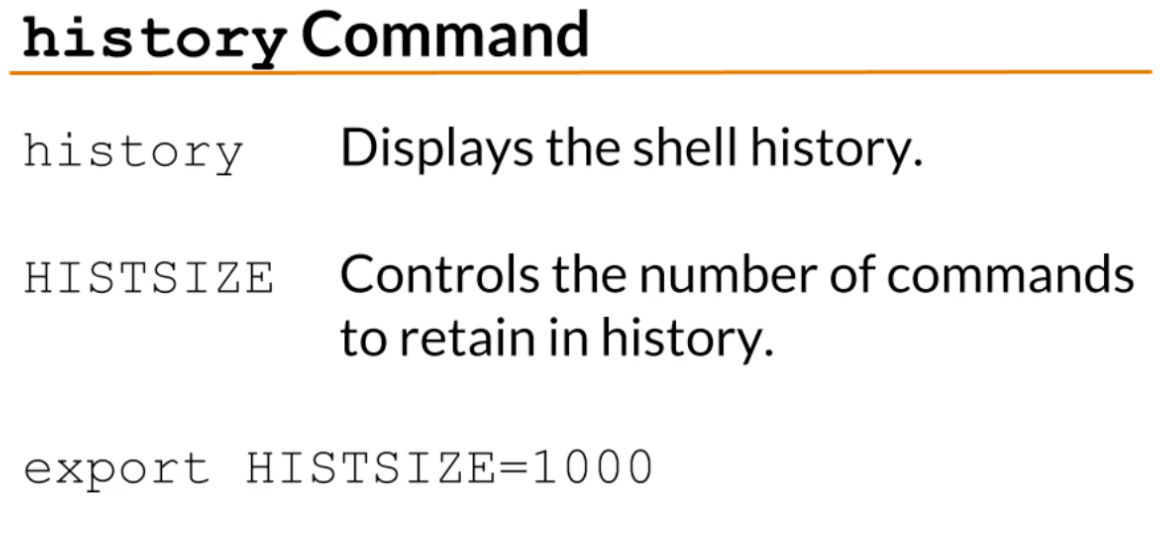 history Command
history Displays the shell history.
HISTSIZE Controls the number of commands
to retain in history.
export HISTSIZE=1000